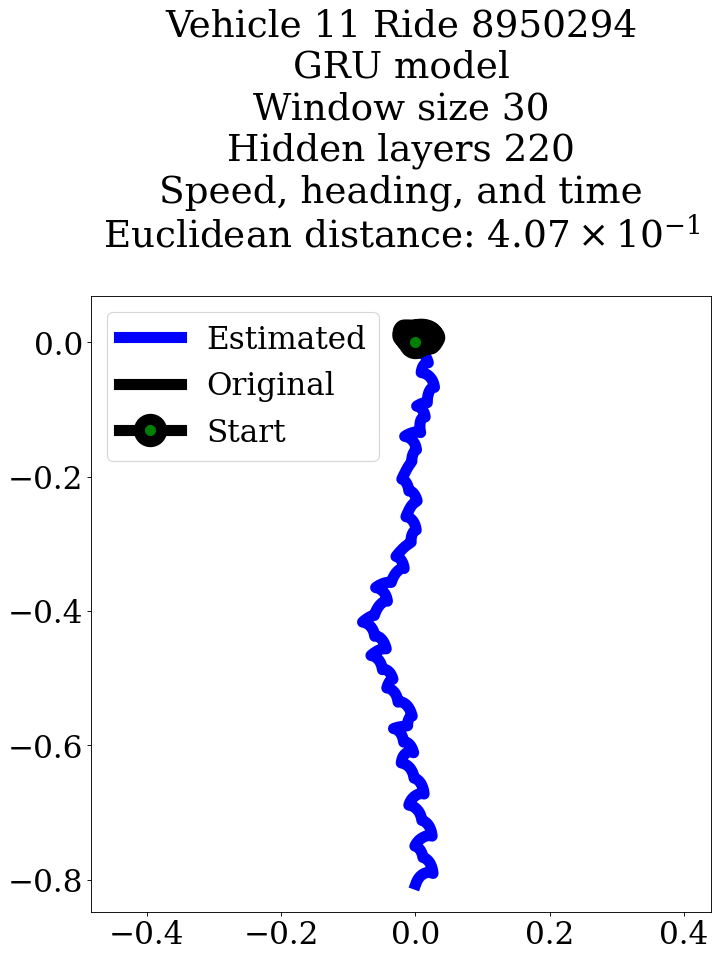 Vehicle 11 Ride 8950294
GRU model
Window size 30
Hidden layers 220
Speed, heading, and time
Euclidean distance: 4.07 × 10⁻¹
Estimated
Original
Start
0.0
−0.2
−0.4
−0.6
−0.8
−0.4 −0.2 0.0 0.2 0.4